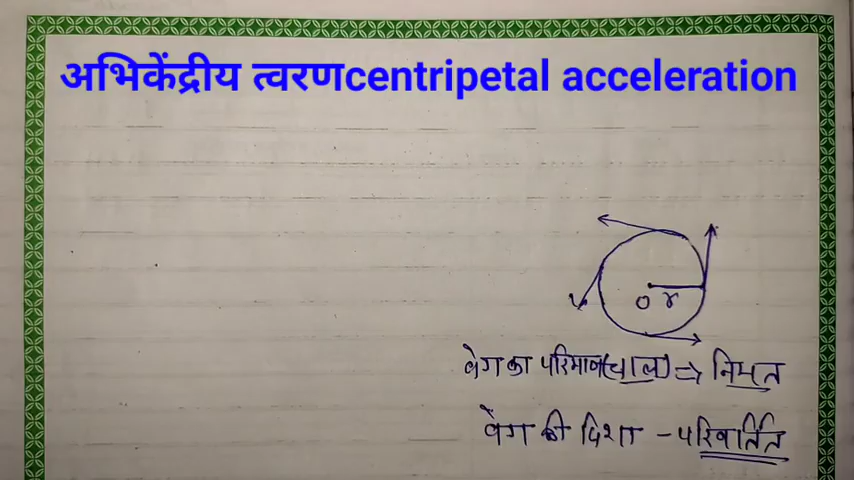 अभिकेंद्रीय त्वरणcentripetal acceleration
O r
वेग का परिमाण(चाल) ⇒ नियत
वेग की दिशा - परिवर्तित